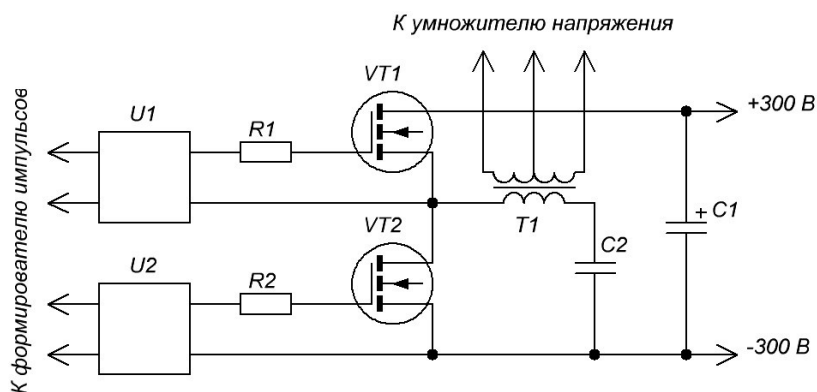 К умножителю напряжения
VT1
+300 В
U1
R1
К формирователю импульсов
+ C1
T1
VT2
C2
U2
R2
-300 В